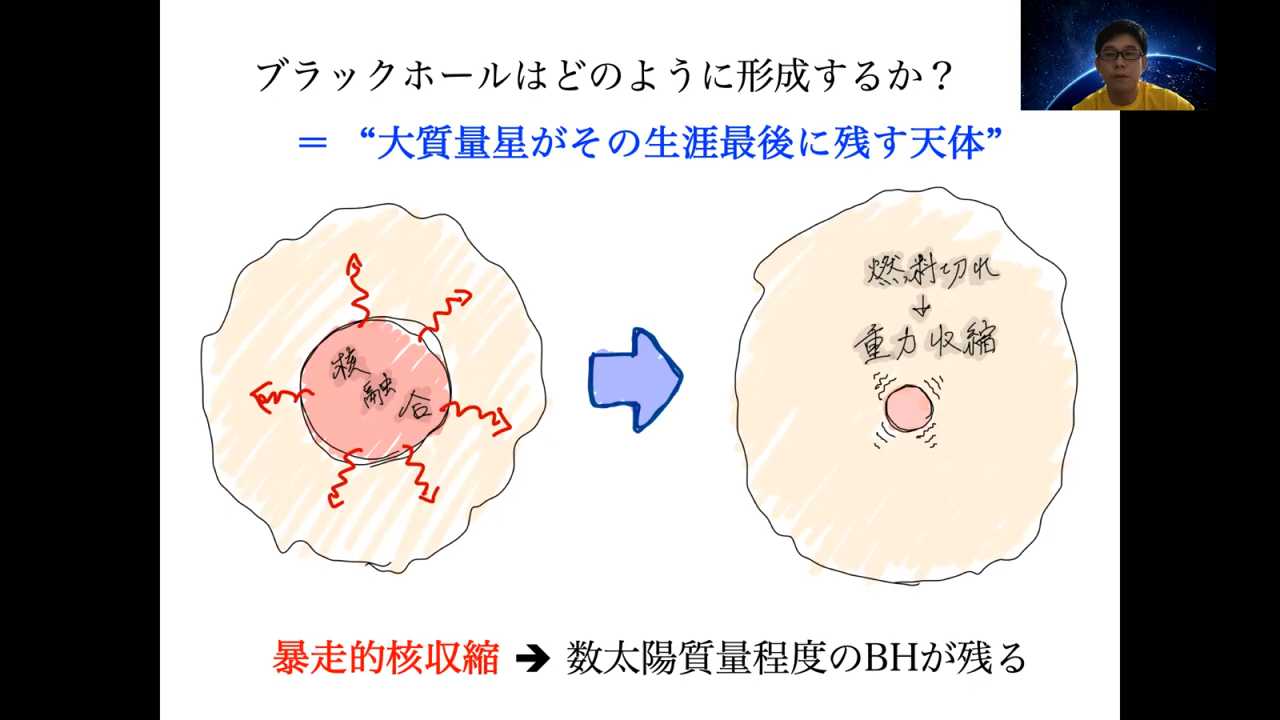 ブラックホールはどのように形成するか？
＝ “大質量星がその生涯最後に残す天体”
核
融
合
燃料切れ
↓
重力収縮
暴走的核収縮 ➔ 数太陽質量程度のBHが残る